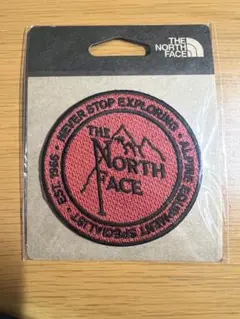 THE
NORTH
FACE
NEVER STOP EXPLORING • ALPINE EQUIPMENT SPECIALIST • EST. 1966 •
THE
NORTH
FACE